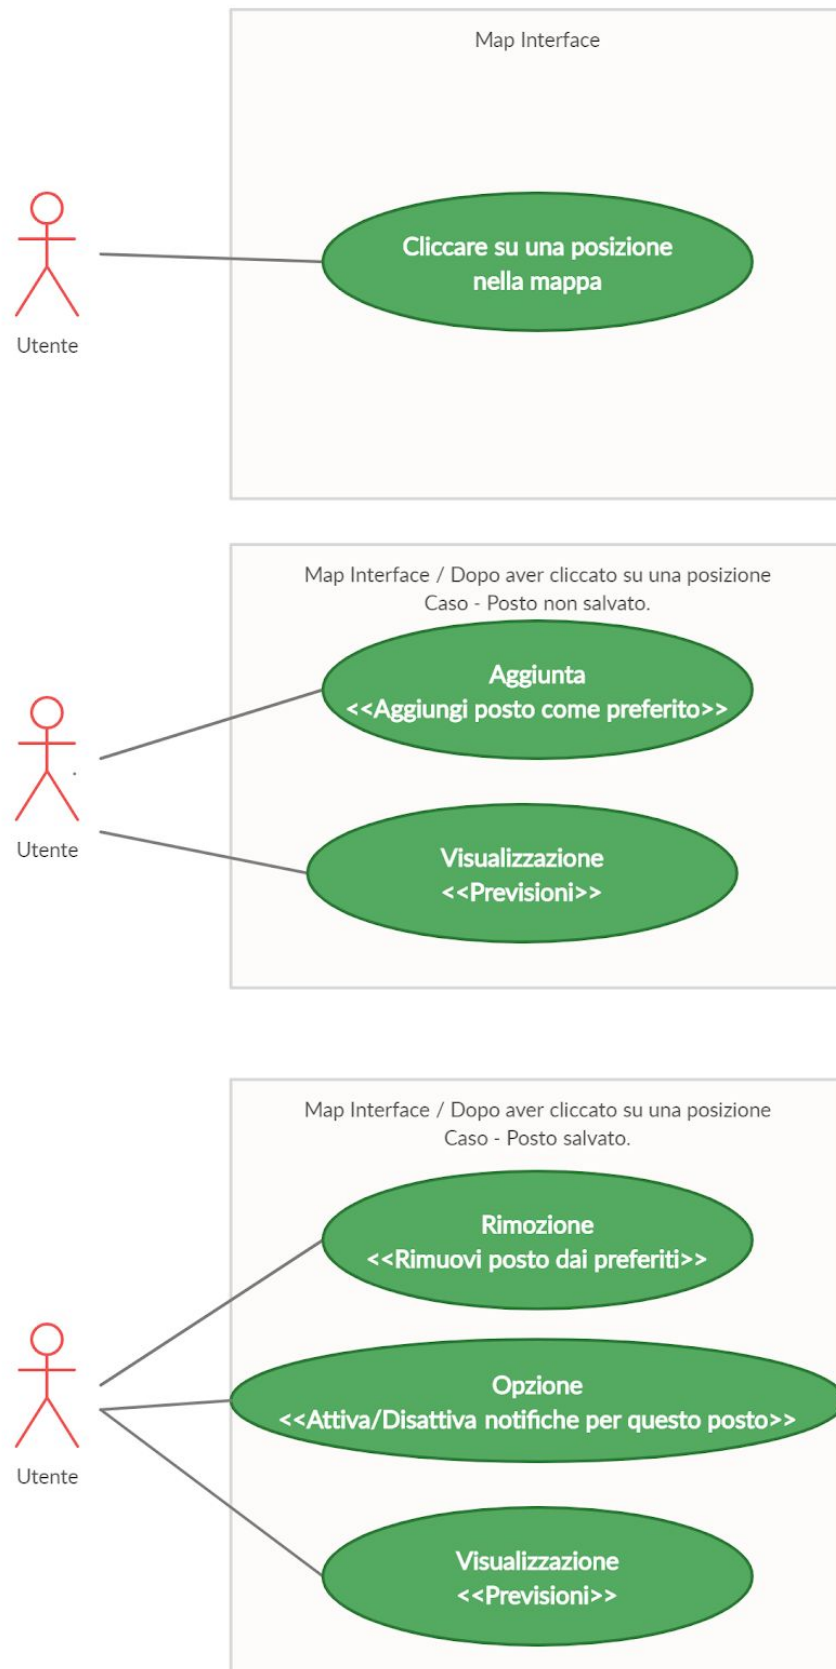 Map Interface
Cliccare su una posizione
nella mappa
Utente
Map Interface / Dopo aver cliccato su una posizione
Caso - Posto non salvato.
Aggiunta
<<Aggiungi posto come preferito>>
Visualizzazione
<<Previsioni>>
Utente
Map Interface / Dopo aver cliccato su una posizione
Caso - Posto salvato.
Rimozione
<<Rimuovi posto dai preferiti>>
Opzione
<<Attiva/Disattiva notifiche per questo posto>>
Utente
Visualizzazione
<<Previsioni>>